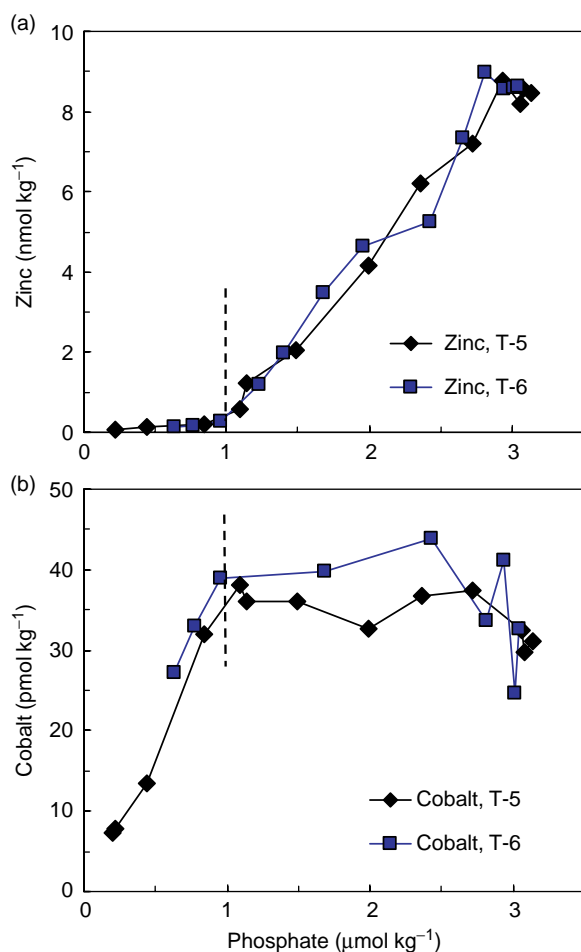 (a)
10
8
6
4
2
0
Zinc (nmol kg⁻¹)
Zinc, T-5
Zinc, T-6
0
1
2
3
(b)
50
40
30
20
10
0
Cobalt (pmol kg⁻¹)
Cobalt, T-5
Cobalt, T-6
0
1
2
3
Phosphate (μmol kg⁻¹)